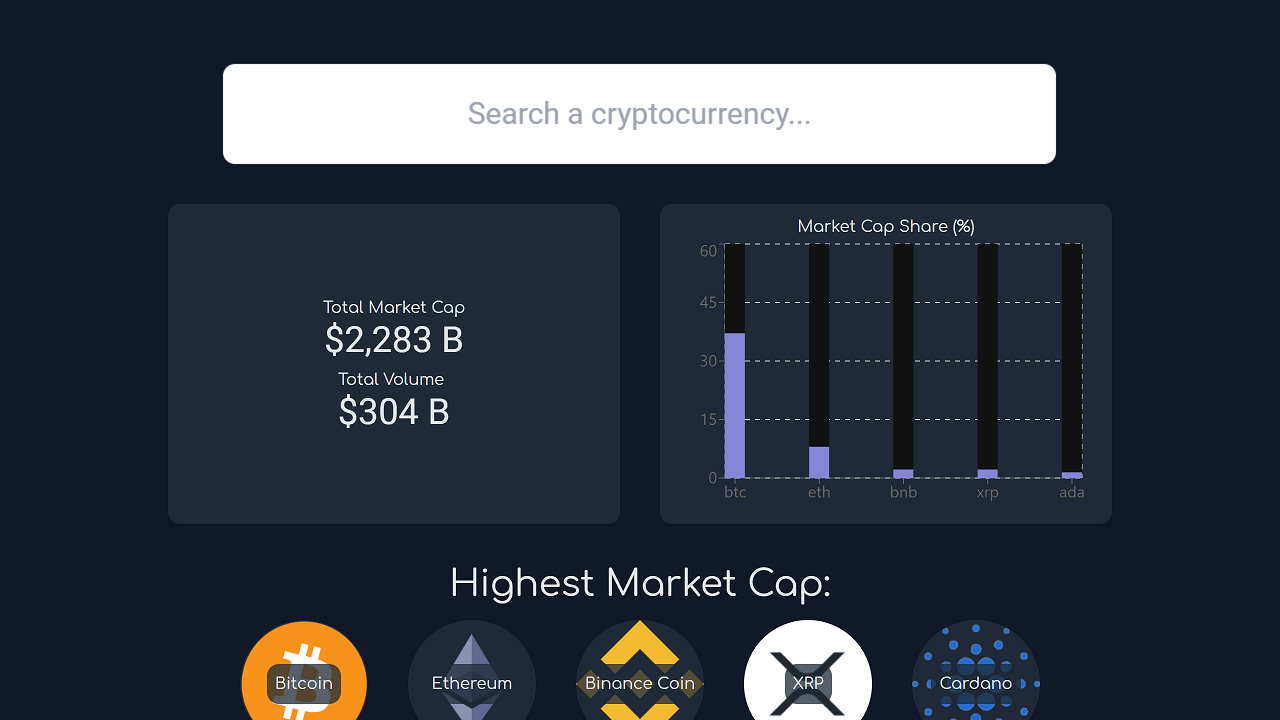 Search a cryptocurrency...
Total Market Cap
$2,283 B
Total Volume
$304 B
Market Cap Share (%)
60
45
30
15
0
btc eth bnb xrp ada
Highest Market Cap:
Bitcoin Ethereum Binance Coin XRP Cardano